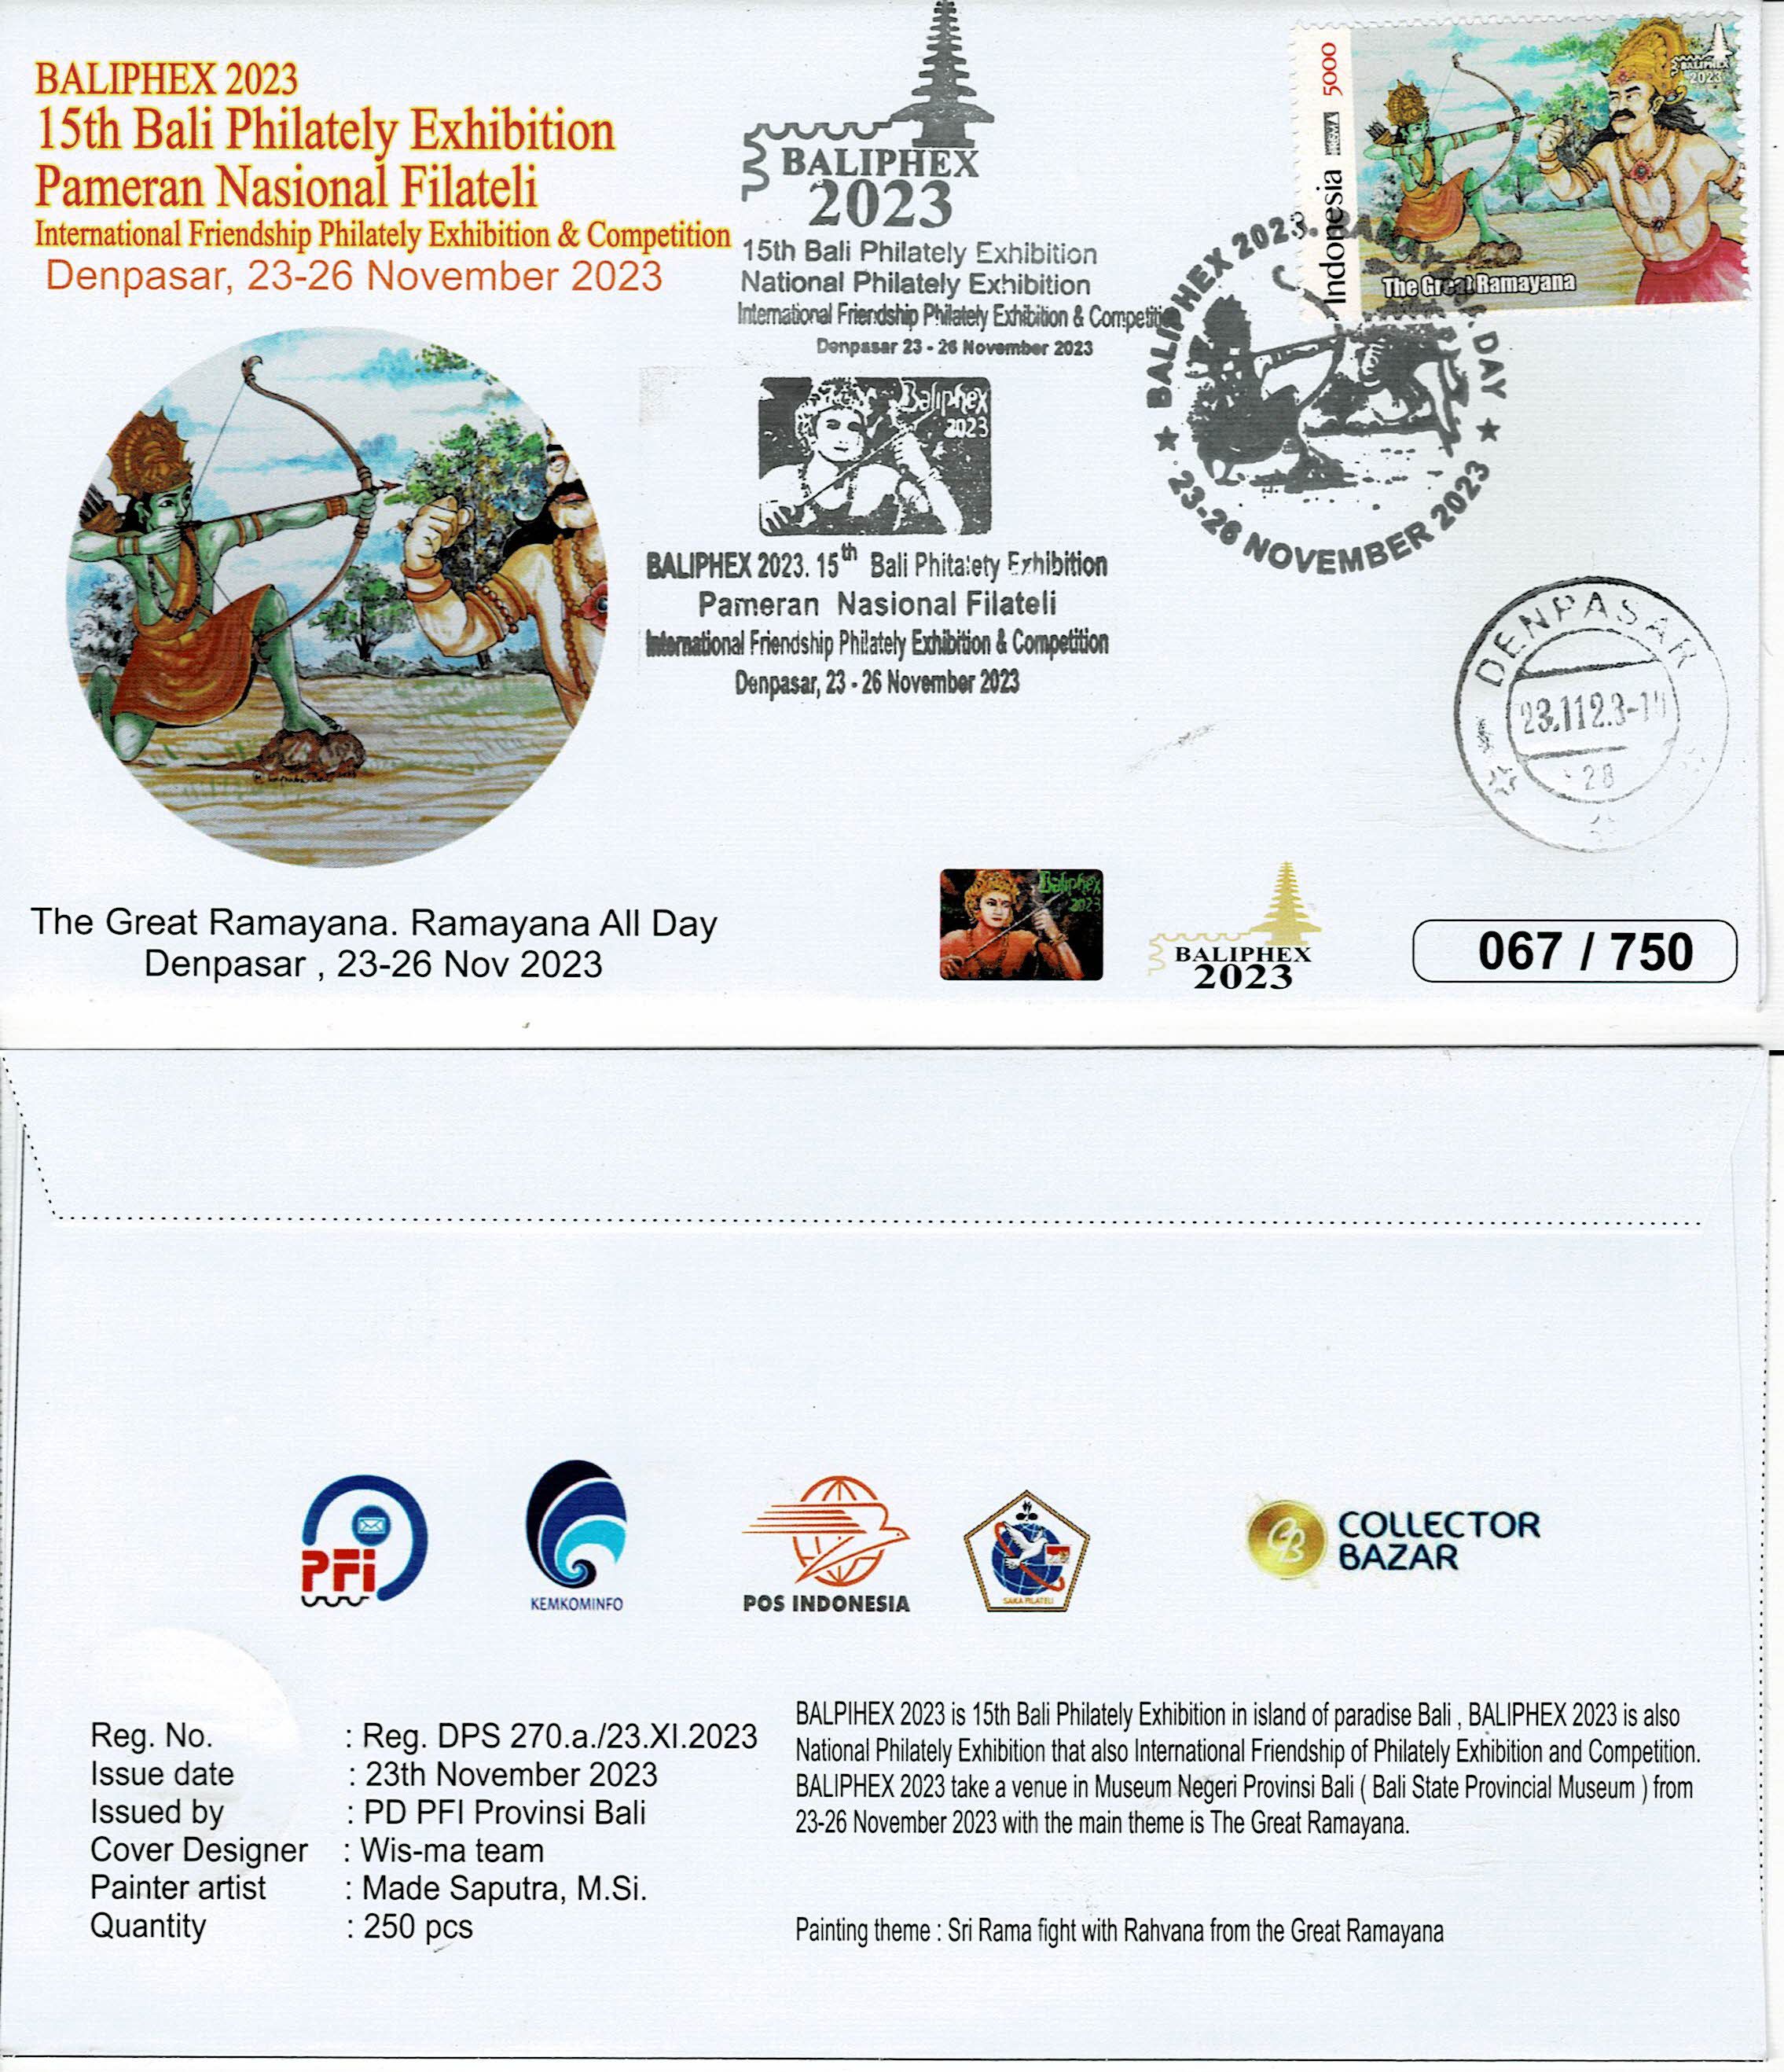 BALIPHEX 2023
15th Bali Philately Exhibition
Pameran Nasional Filateli
International Friendship Philately Exhibition & Competition
Denpasar, 23-26 November 2023
BALIPHEX
2023
15th Bali Philately Exhibition
National Philately Exhibition
International Friendship Philately Exhibition & Competiti
Denpasar 23 - 26 November 2023
Baliphex
2023
BALIPHEX 2023. 15th Bali Phitalety Exhibition
Pameran Nasional Filateli
International Friendship Philately Exhibition & Competition
Denpasar, 23 - 26 November 2023
Indonesia
5000
BALIPHEX
2023
The Great Ramayana
BALIPHEX 2023. DAY
23-26 NOVEMBER 2023
DENPASAR
23.11
28
The Great Ramayana. Ramayana All Day
Denpasar , 23-26 Nov 2023
Baliphex
2023
BALIPHEX
2023
067 / 750
PFi
KEMKOMINFO
POS INDONESIA
SAKA FILATELI
CB
COLLECTOR
BAZAR
Reg. No. : Reg. DPS 270.a./23.XI.2023
Issue date : 23th November 2023
Issued by : PD PFI Provinsi Bali
Cover Designer : Wis-ma team
Painter artist : Made Saputra, M.Si.
Quantity : 250 pcs
BALPIHEX 2023 is 15th Bali Philately Exhibition in island of paradise Bali , BALIPHEX 2023 is also
National Philately Exhibition that also International Friendship of Philately Exhibition and Competition.
BALIPHEX 2023 take a venue in Museum Negeri Provinsi Bali ( Bali State Provincial Museum ) from
23-26 November 2023 with the main theme is The Great Ramayana.
Painting theme : Sri Rama fight with Rahvana from the Great Ramayana